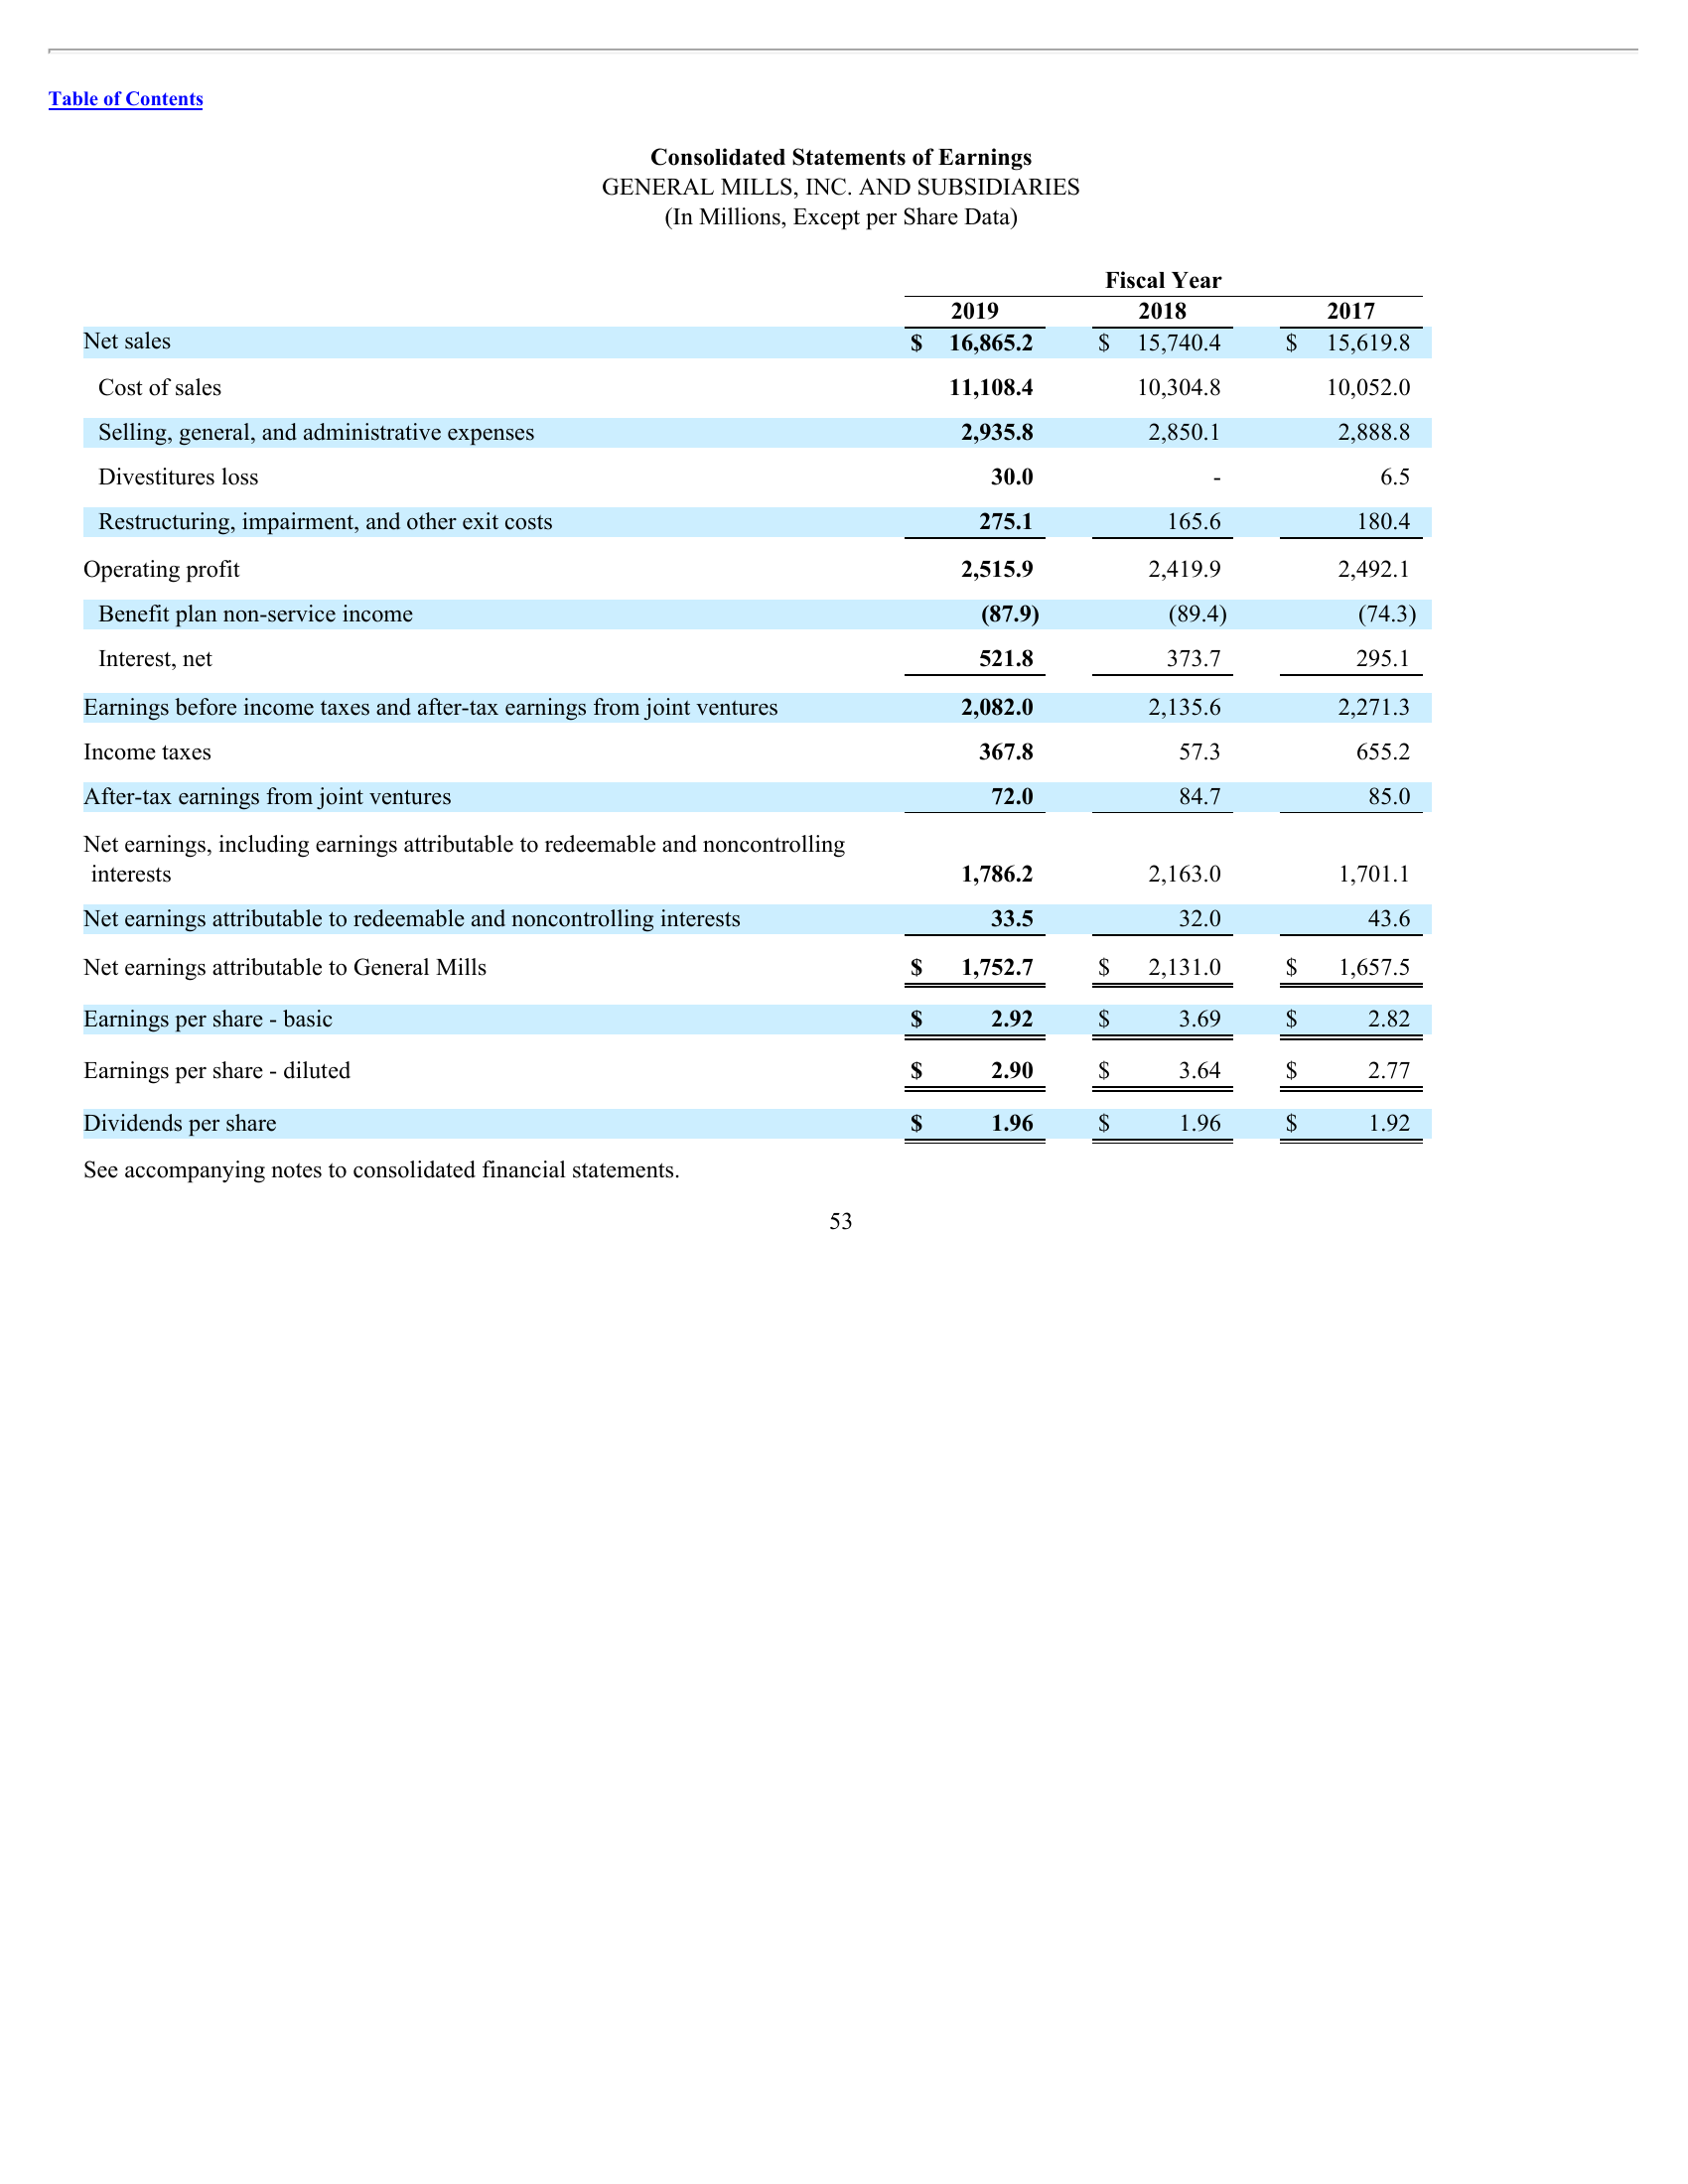 Table of Contents
Consolidated Statements of Earnings
GENERAL MILLS, INC. AND SUBSIDIARIES
(In Millions, Except per Share Data)
Fiscal Year
2019 2018 2017
Net sales $ 16,865.2 $ 15,740.4 $ 15,619.8
Cost of sales 11,108.4 10,304.8 10,052.0
Selling, general, and administrative expenses 2,935.8 2,850.1 2,888.8
Divestitures loss 30.0 - 6.5
Restructuring, impairment, and other exit costs 275.1 165.6 180.4
Operating profit 2,515.9 2,419.9 2,492.1
Benefit plan non-service income (87.9) (89.4) (74.3)
Interest, net 521.8 373.7 295.1
Earnings before income taxes and after-tax earnings from joint ventures 2,082.0 2,135.6 2,271.3
Income taxes 367.8 57.3 655.2
After-tax earnings from joint ventures 72.0 84.7 85.0
Net earnings, including earnings attributable to redeemable and noncontrolling
interests 1,786.2 2,163.0 1,701.1
Net earnings attributable to redeemable and noncontrolling interests 33.5 32.0 43.6
Net earnings attributable to General Mills $ 1,752.7 $ 2,131.0 $ 1,657.5
Earnings per share - basic $ 2.92 $ 3.69 $ 2.82
Earnings per share - diluted $ 2.90 $ 3.64 $ 2.77
Dividends per share $ 1.96 $ 1.96 $ 1.92
See accompanying notes to consolidated financial statements.
53